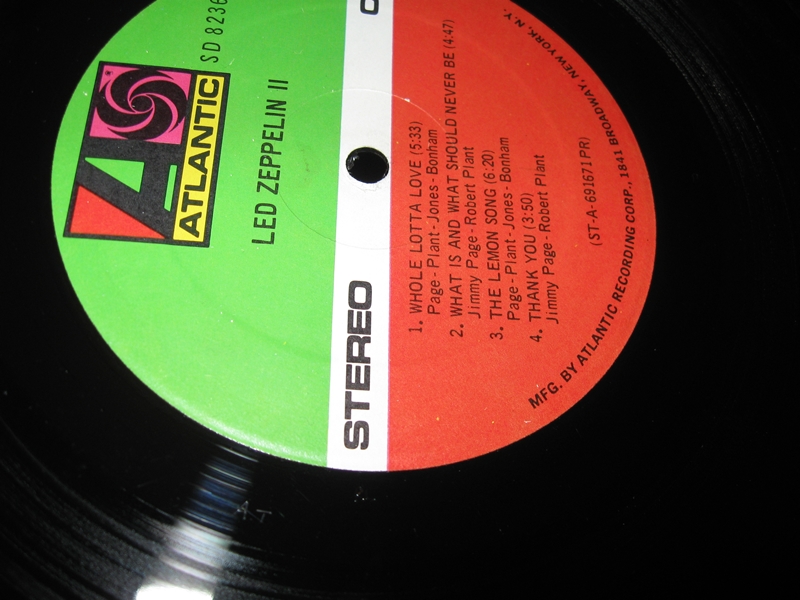 ATLANTIC
SD 8236
LED ZEPPELIN II
STEREO
1. WHOLE LOTTA LOVE (5:33)
Page - Plant - Jones - Bonham
2. WHAT IS AND WHAT SHOULD NEVER BE (4:47)
Jimmy Page - Robert Plant
3. THE LEMON SONG (6:20)
Page - Plant - Jones - Bonham
4. THANK YOU (3:50)
Jimmy Page - Robert Plant
(ST-A-691671PR)
MFG. BY ATLANTIC RECORDING CORP., 1841 BROADWAY, NEW YORK, N.Y.
AT